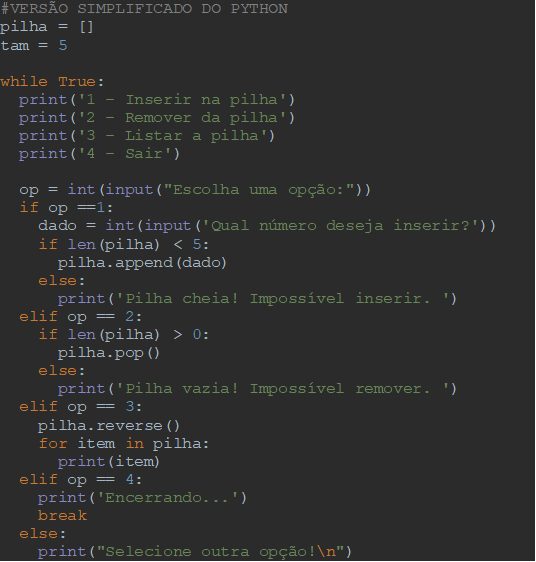 #VERSÃO SIMPLIFICADO DO PYTHON
pilha = []
tam = 5
while True:
  print('1 - Inserir na pilha')
  print('2 - Remover da pilha')
  print('3 - Listar a pilha')
  print('4 - Sair')
  op = int(input("Escolha uma opção:"))
  if op ==1:
    dado = int(input('Qual número deseja inserir?'))
    if len(pilha) < 5:
      pilha.append(dado)
    else:
      print('Pilha cheia! Impossível inserir. ')
  elif op == 2:
    if len(pilha) > 0:
      pilha.pop()
    else:
      print('Pilha vazia! Impossível remover. ')
  elif op == 3:
    pilha.reverse()
    for item in pilha:
      print(item)
  elif op == 4:
    print('Encerrando...')
    break
  else:
    print("Selecione outra opção!\n")